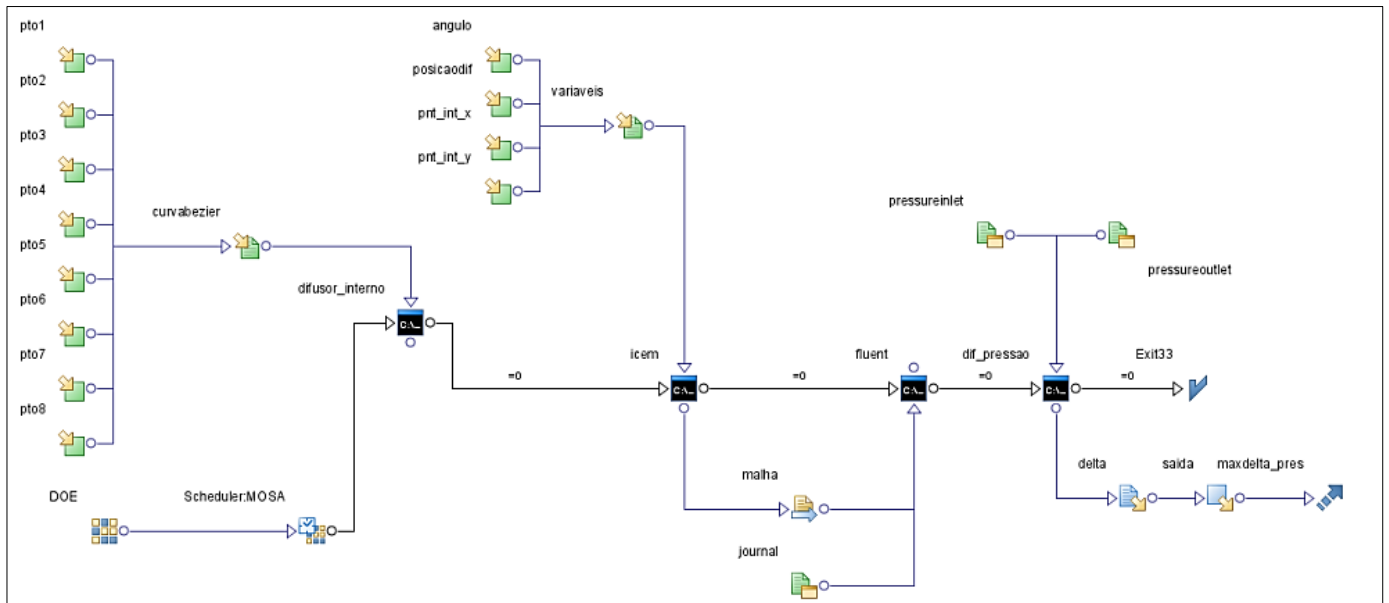 pto1
pto2
pto3
pto4
pto5
pto6
pto7
pto8
curvabezier
difusor_interno
DOE
Scheduler:MOSA
angulo
posicaodif
pnt_int_x
pnt_int_y
variaveis
pressureinlet
pressureoutlet
icem
fluent
dif_pressao
Exit33
=0
=0
=0
=0
C:\...
C:\...
C:\...
C:\...
malha
journal
delta
saida
maxdelta_pres